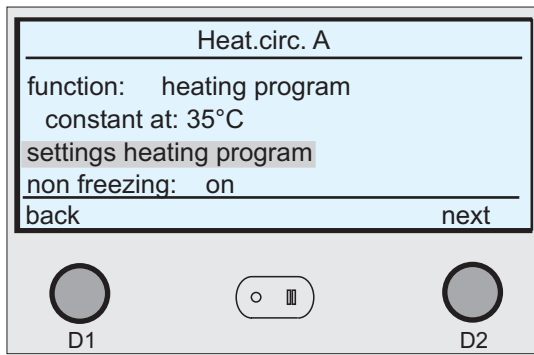 Heat.circ. A
function: heating program
constant at: 35°C
settings heating program
non freezing: on
back next
D1 D2